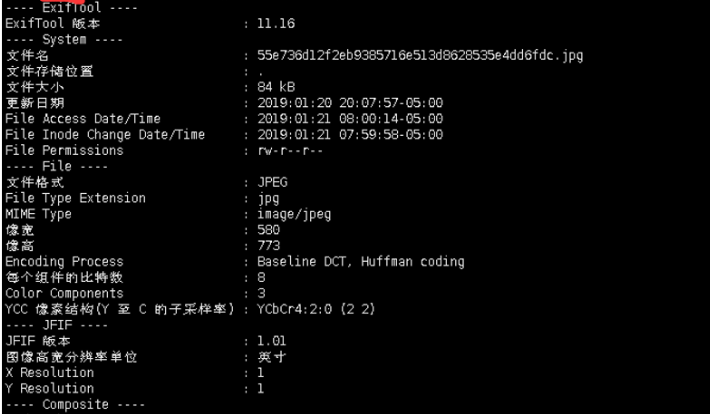 ---- ExifTool ----
ExifTool 版本 : 11.16
---- System ----
文件名 : 55e736d12f2eb9385716e513d8628535e4dd6fdc.jpg
文件存储位置 : .
文件大小 : 84 kB
更新日期 : 2019:01:20 20:07:57-05:00
File Access Date/Time : 2019:01:21 08:00:14-05:00
File Inode Change Date/Time : 2019:01:21 07:59:58-05:00
File Permissions : rw-r--r--
---- File ----
文件格式 : JPEG
File Type Extension : jpg
MIME Type : image/jpeg
像宽 : 580
像高 : 773
Encoding Process : Baseline DCT, Huffman coding
每个组件的比特数 : 8
Color Components : 3
YCC 像素结构(Y 至 C 的子采样率) : YCbCr4:2:0 (2 2)
---- JFIF ----
JFIF 版本 : 1.01
图像高宽分辨率单位 : 英寸
X Resolution : 1
Y Resolution : 1
---- Composite ----